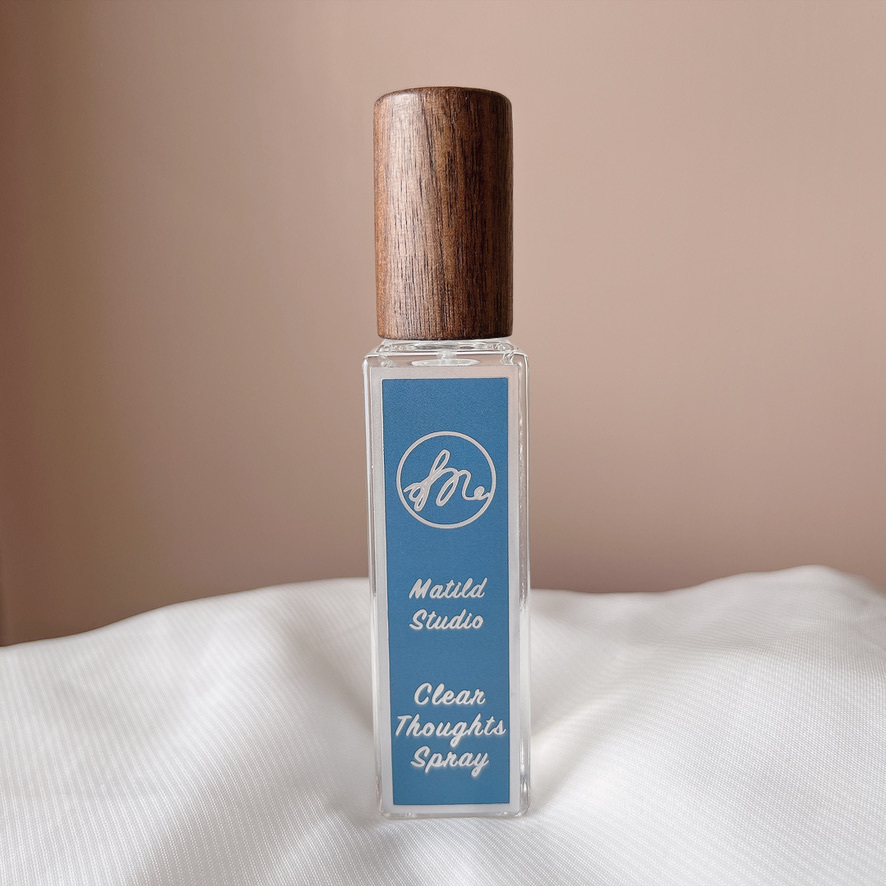 Matild
Studio
Clear
Thoughts
Spray